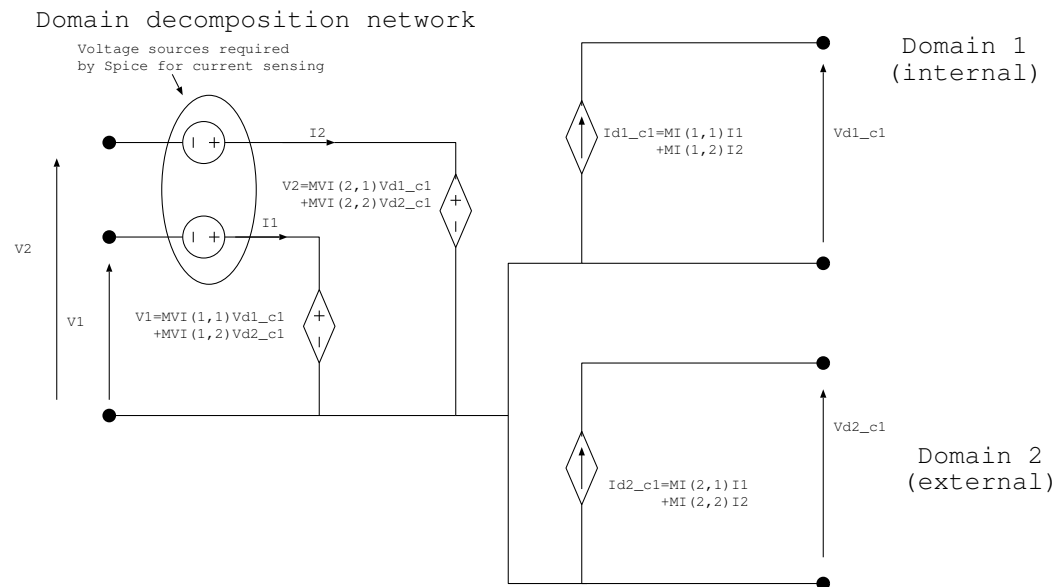 Domain decomposition network
Voltage sources required
by Spice for current sensing
Domain 1
(internal)
I2
Id1_c1=MI(1,1)I1
+MI(1,2)I2
Vd1_c1
V2=MVI(2,1)Vd1_c1
+MVI(2,2)Vd2_c1
I1
V2
V1
V1=MVI(1,1)Vd1_c1
+MVI(1,2)Vd2_c1
Vd2_c1
Domain 2
(external)
Id2_c1=MI(2,1)I1
+MI(2,2)I2